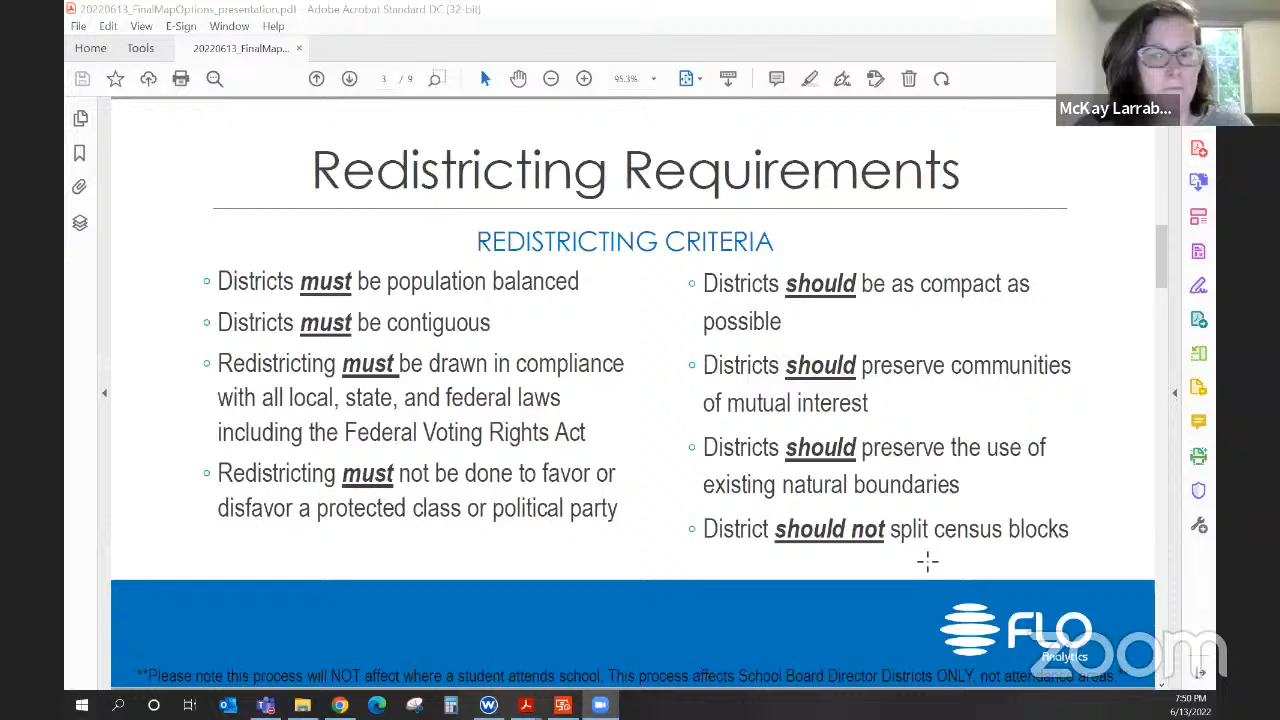 20220613_FinalMapOptions_presentation.pdf - Adobe Acrobat Standard DC (32-bit)
File Edit View E-Sign Window Help
Home Tools 20220613_FinalMap... ×
3 / 9 95.3%
McKay Larrab...
Redistricting Requirements
REDISTRICTING CRITERIA
Districts must be population balanced
Districts must be contiguous
Redistricting must be drawn in compliance
with all local, state, and federal laws
including the Federal Voting Rights Act
Redistricting must not be done to favor or
disfavor a protected class or political party
Districts should be as compact as
possible
Districts should preserve communities
of mutual interest
Districts should preserve the use of
existing natural boundaries
District should not split census blocks
FLO
Analytics
zoom
**Please note this process will NOT affect where a student attends school. This process affects School Board Director Districts ONLY, not attendance areas.**
7:50 PM
6/13/2022